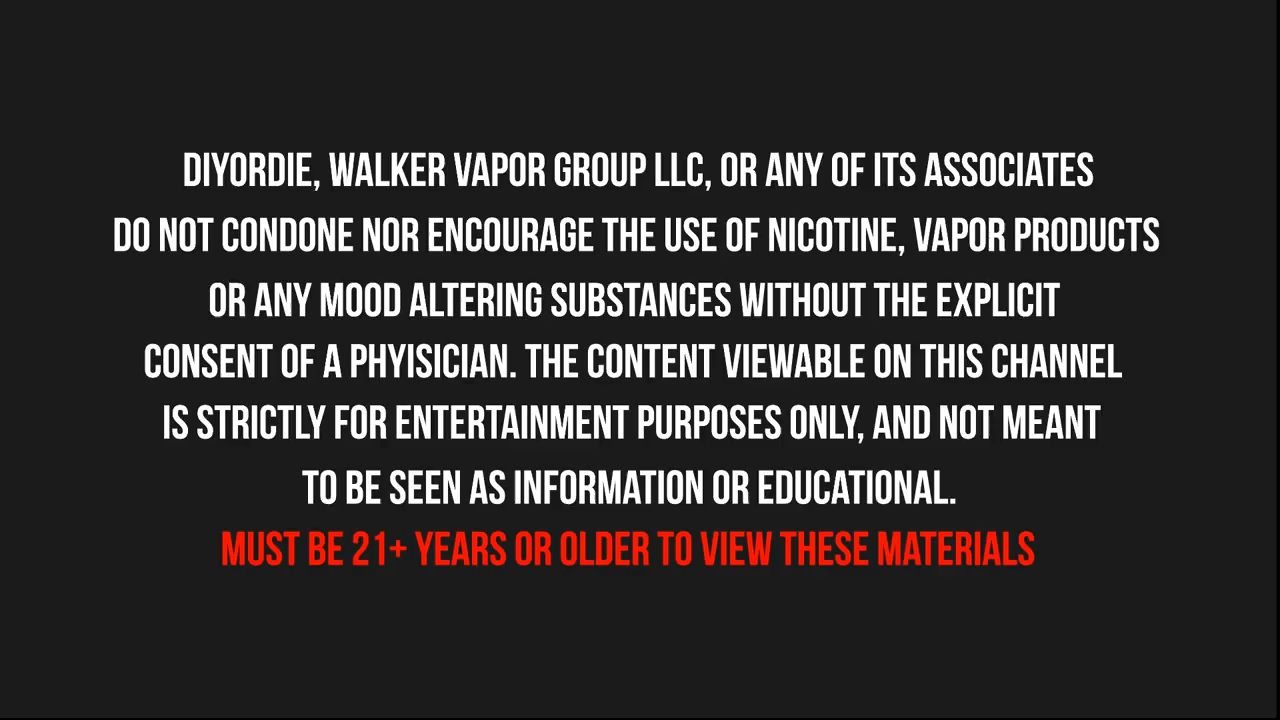 DIYORDIE, WALKER VAPOR GROUP LLC, OR ANY OF ITS ASSOCIATES
DO NOT CONDONE NOR ENCOURAGE THE USE OF NICOTINE, VAPOR PRODUCTS
OR ANY MOOD ALTERING SUBSTANCES WITHOUT THE EXPLICIT
CONSENT OF A PHYISICIAN. THE CONTENT VIEWABLE ON THIS CHANNEL
IS STRICTLY FOR ENTERTAINMENT PURPOSES ONLY, AND NOT MEANT
TO BE SEEN AS INFORMATION OR EDUCATIONAL.
MUST BE 21+ YEARS OR OLDER TO VIEW THESE MATERIALS